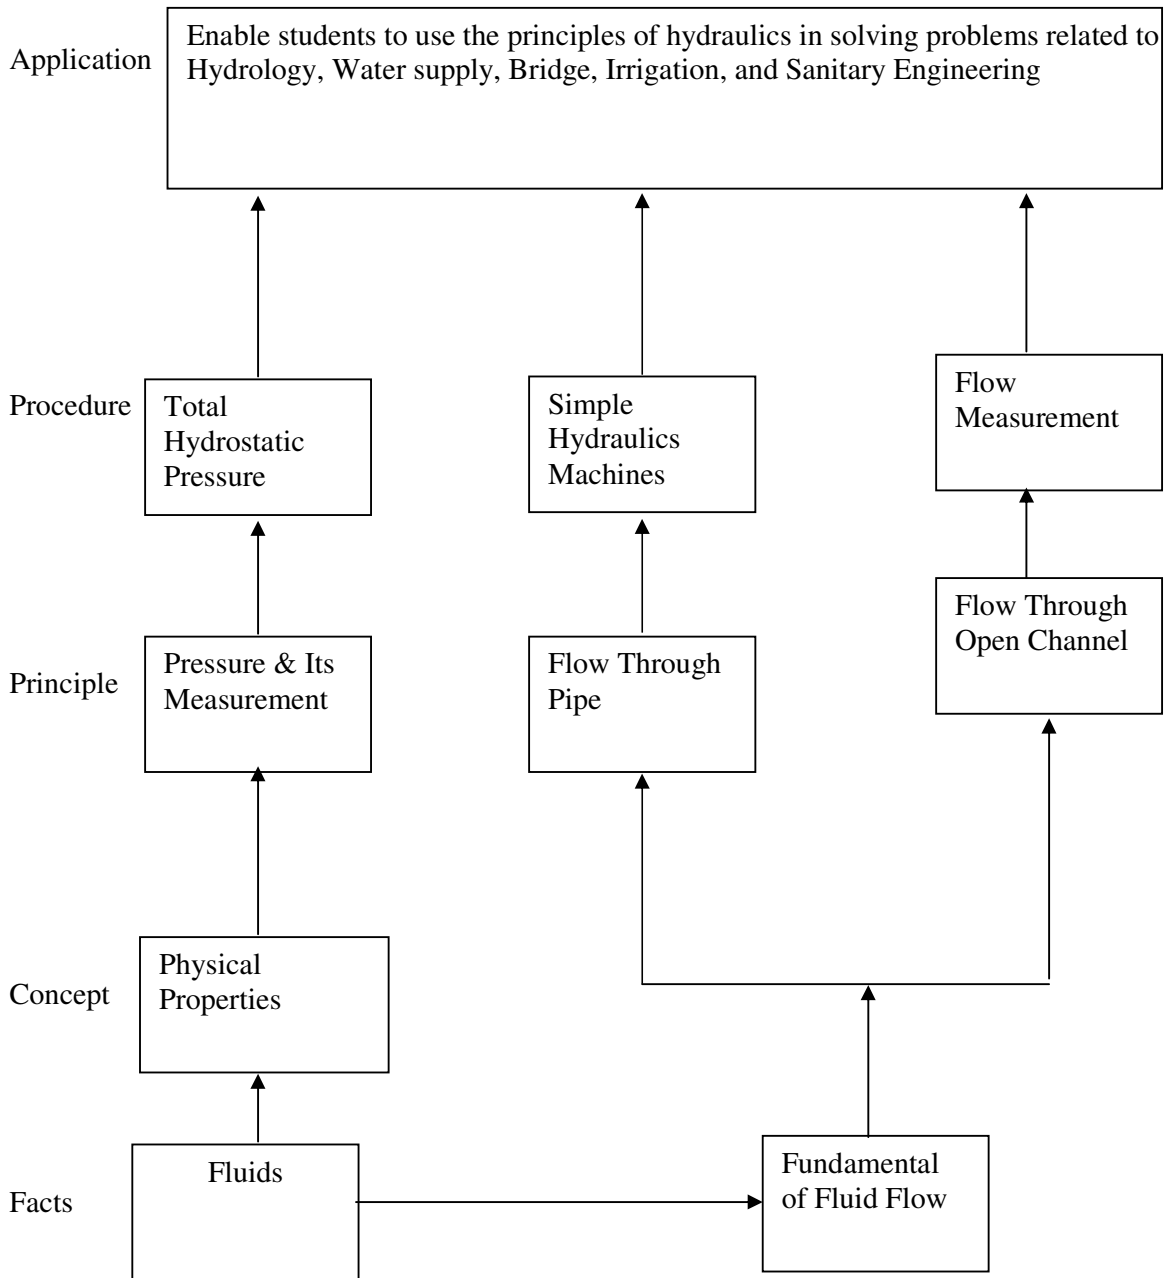 Application
Enable students to use the principles of hydraulics in solving problems related to
Hydrology, Water supply, Bridge, Irrigation, and Sanitary Engineering
Procedure
Total
Hydrostatic
Pressure
Simple
Hydraulics
Machines
Flow
Measurement
Principle
Pressure & Its
Measurement
Flow Through
Pipe
Flow Through
Open Channel
Concept
Physical
Properties
Facts
Fluids
Fundamental
of Fluid Flow